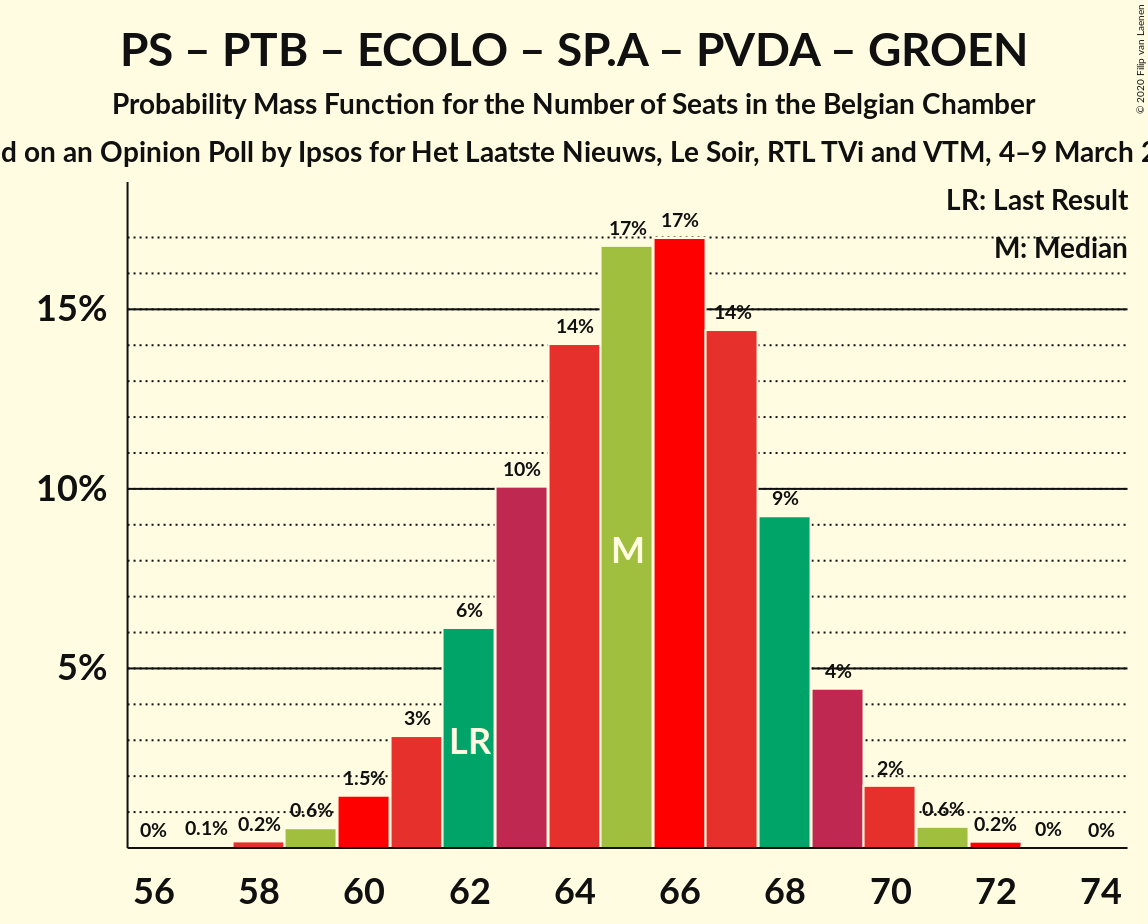 PS – PTB – ECOLO – SP.A – PVDA – GROEN
Probability Mass Function for the Number of Seats in the Belgian Chamber
d on an Opinion Poll by Ipsos for Het Laatste Nieuws, Le Soir, RTL TVi and VTM, 4–9 March 2
© 2020 Filip van Laenen
LR: Last Result
M: Median
17%
17%
15%
14%
14%
10%
10%
9%
M
6%
5%
4%
3%
LR
2%
1.5%
0.6%
0.6%
0% 0.1% 0.2%
0.2% 0% 0%
56 58 60 62 64 66 68 70 72 74